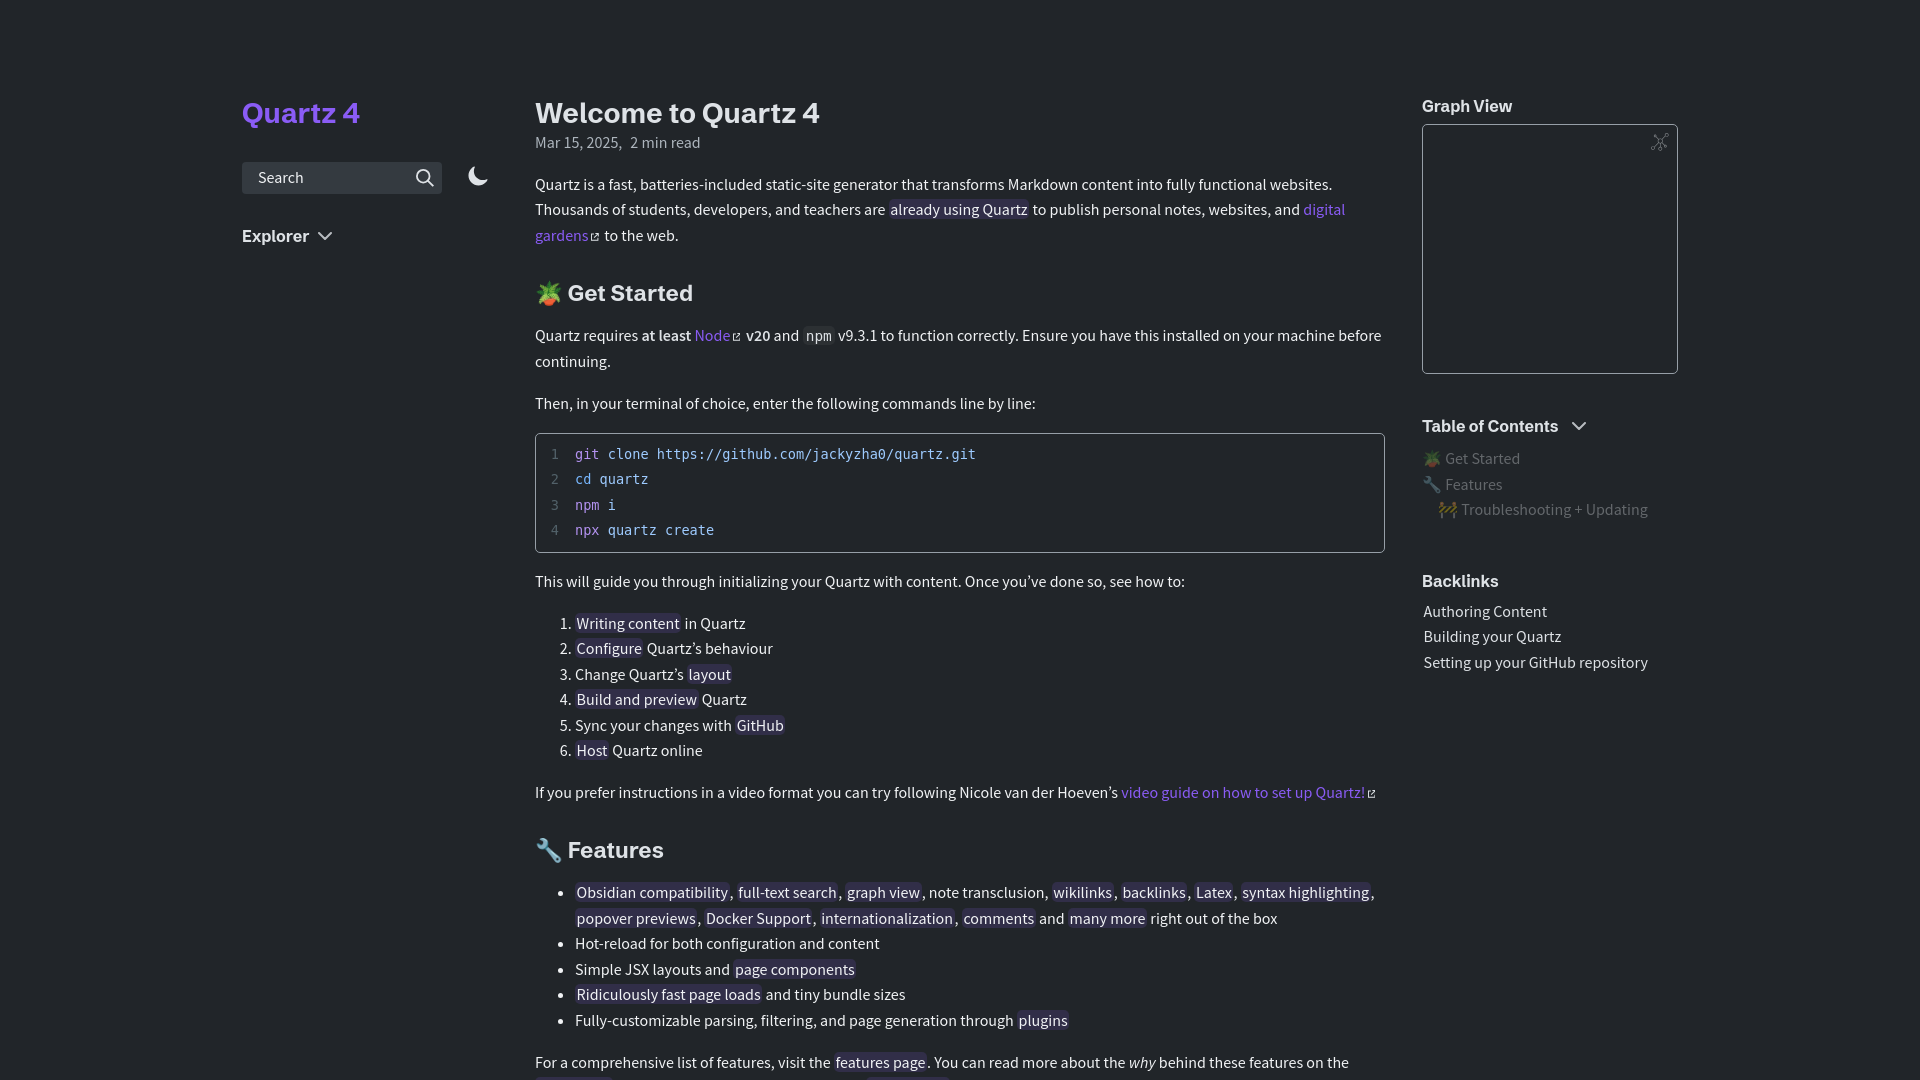 Quartz 4
Search
Explorer
Welcome to Quartz 4
Mar 15, 2025, 2 min read
Quartz is a fast, batteries-included static-site generator that transforms Markdown content into fully functional websites.
Thousands of students, developers, and teachers are already using Quartz to publish personal notes, websites, and digital
gardens to the web.
🪴 Get Started
Quartz requires at least Node v20 and npm v9.3.1 to function correctly. Ensure you have this installed on your machine before
continuing.
Then, in your terminal of choice, enter the following commands line by line:
1 git clone https://github.com/jackyzha0/quartz.git
2 cd quartz
3 npm i
4 npx quartz create
This will guide you through initializing your Quartz with content. Once you’ve done so, see how to:
1. Writing content in Quartz
2. Configure Quartz’s behaviour
3. Change Quartz’s layout
4. Build and preview Quartz
5. Sync your changes with GitHub
6. Host Quartz online
If you prefer instructions in a video format you can try following Nicole van der Hoeven’s video guide on how to set up Quartz!
🔧 Features
• Obsidian compatibility, full-text search, graph view, note transclusion, wikilinks, backlinks, Latex, syntax highlighting,
popover previews, Docker Support, internationalization, comments and many more right out of the box
• Hot-reload for both configuration and content
• Simple JSX layouts and page components
• Ridiculously fast page loads and tiny bundle sizes
• Fully-customizable parsing, filtering, and page generation through plugins
For a comprehensive list of features, visit the features page. You can read more about the why behind these features on the
Graph View
Table of Contents
🪴 Get Started
🔧 Features
🚧 Troubleshooting + Updating
Backlinks
Authoring Content
Building your Quartz
Setting up your GitHub repository